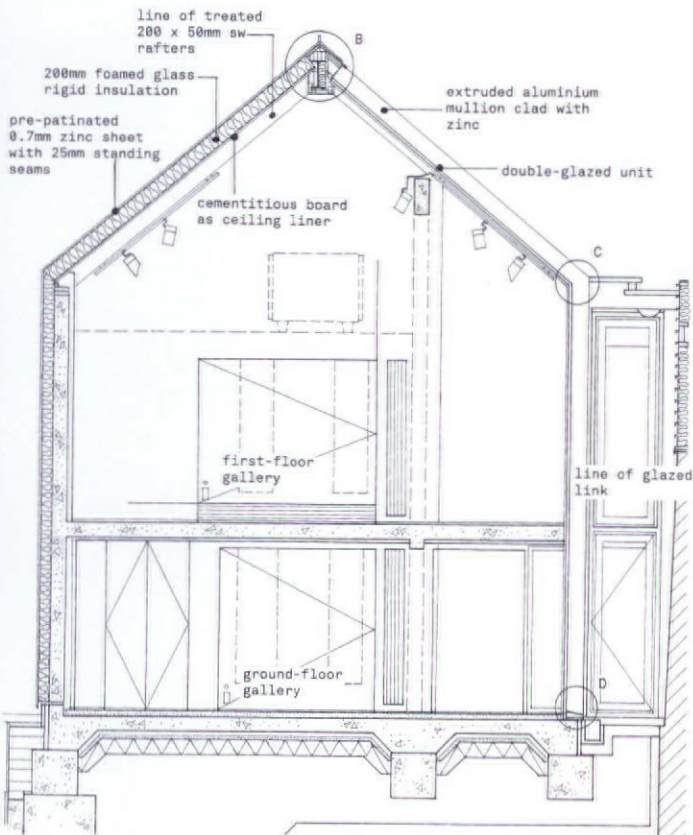 line of treated
200 x 50mm sw
rafters
B
200mm foamed glass
rigid insulation
extruded aluminium
mullion clad with
zinc
pre-patinated
0.7mm zinc sheet
with 25mm standing
seams
double-glazed unit
cementitious board
as ceiling liner
C
first-floor
gallery
line of glazed
link
ground-floor
gallery
D